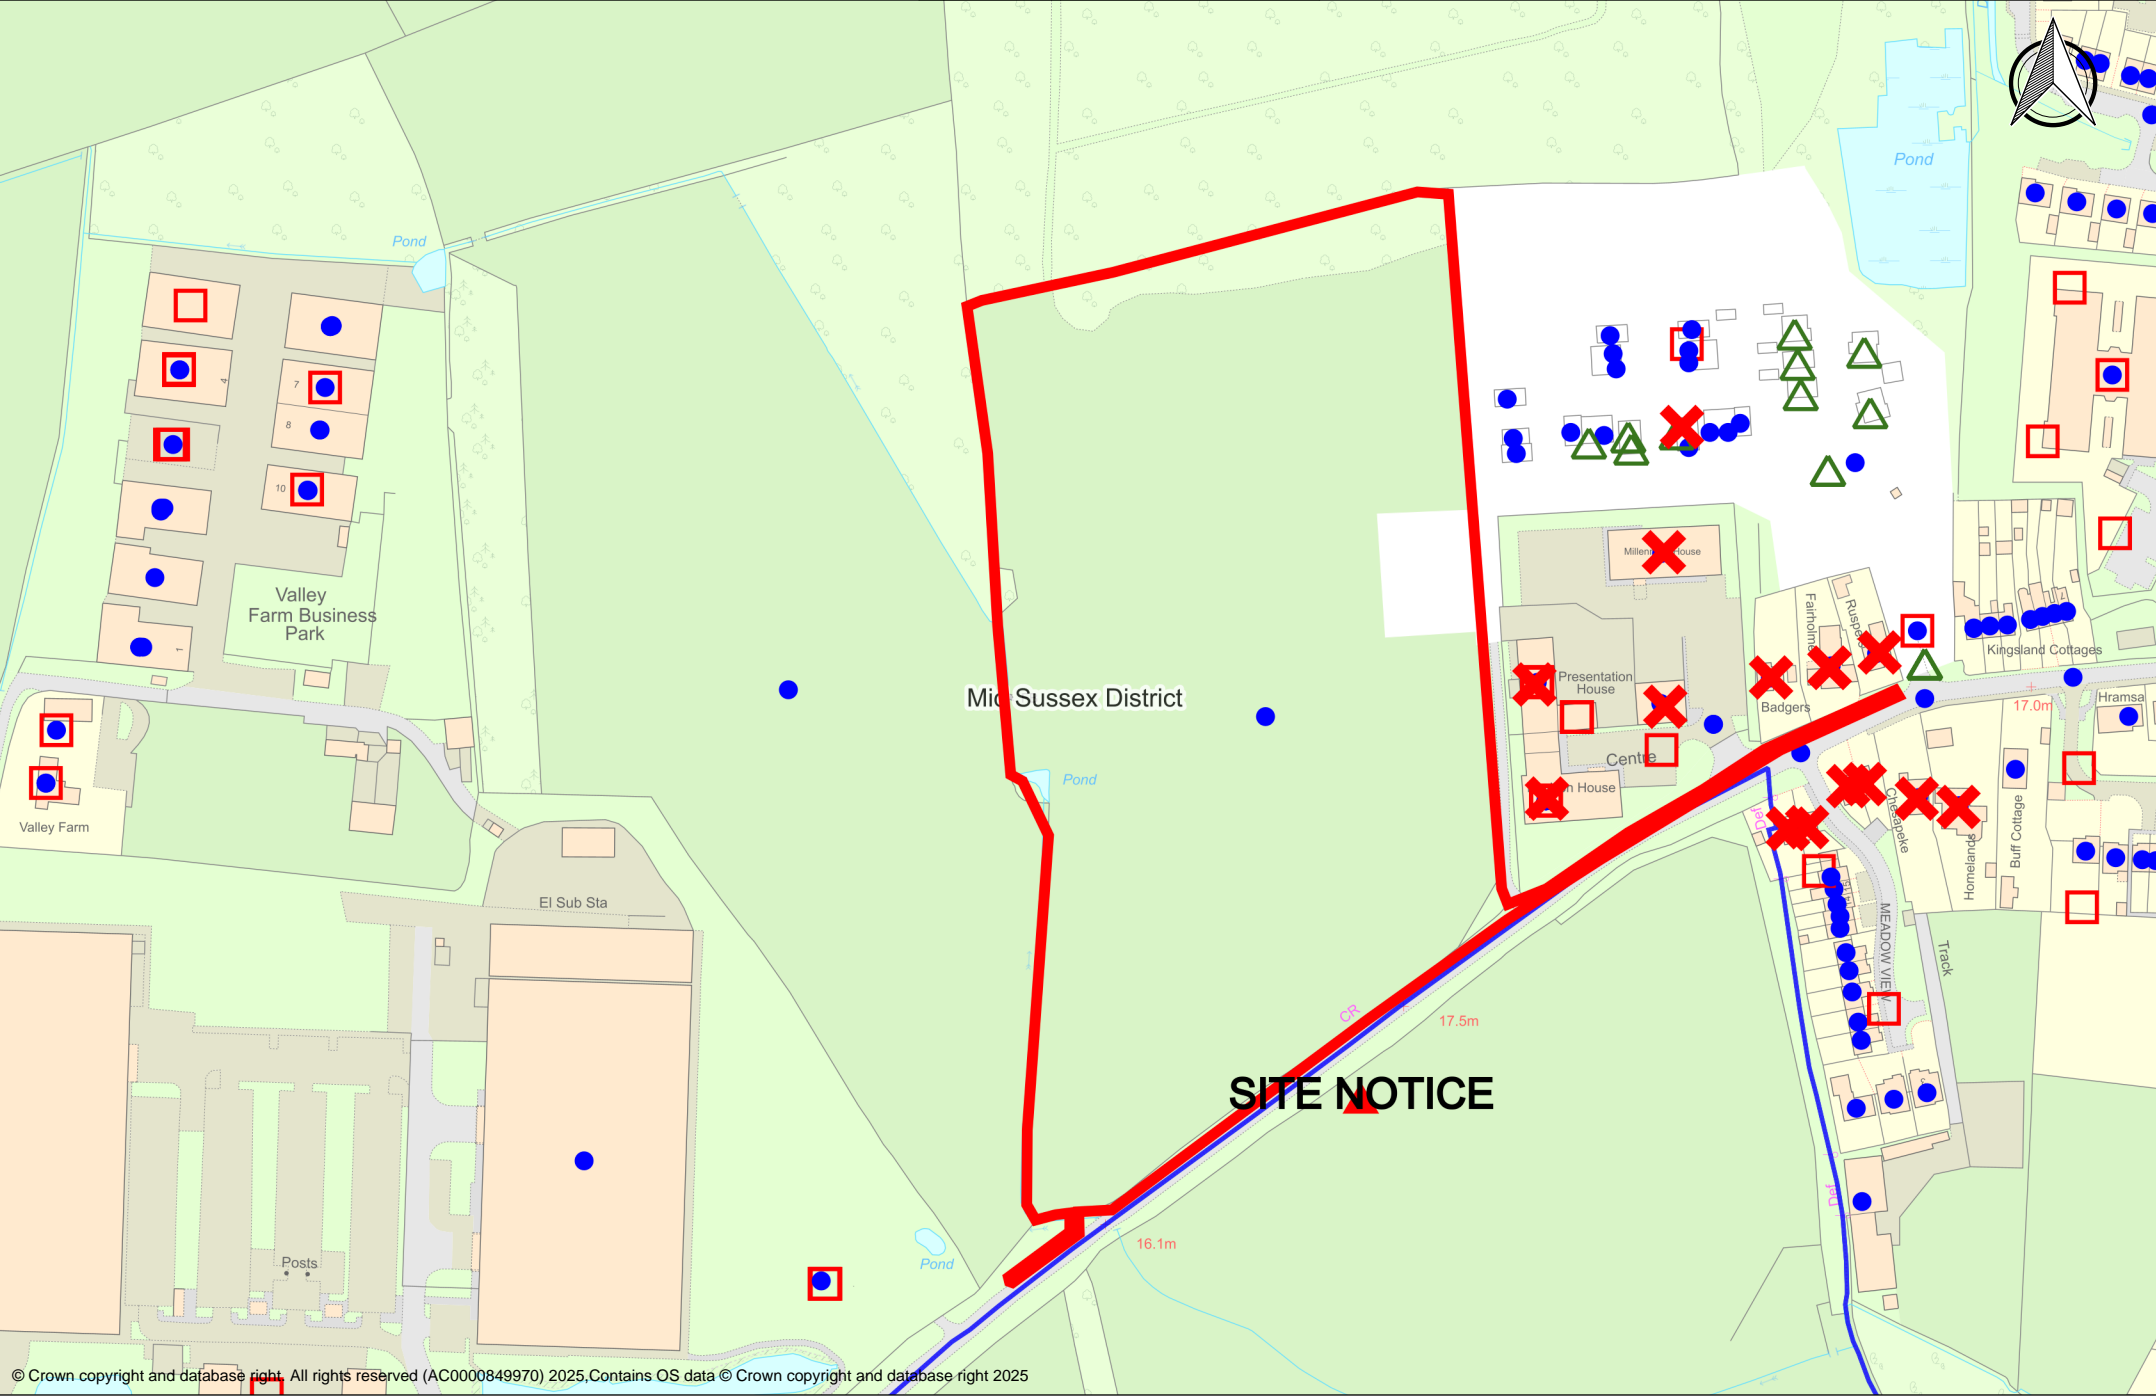 Pond
Pond
4
7
8
10
1
Valley
Farm Business
Park
Millennium House
Fairholme
Kingsland Cottages
Mid Sussex District
Presentation
House
Badgers
Hramsa
17.0m
Centre
Pond
Def
Chesapeke
Buff Cottage
Homelands
Valley Farm
El Sub Sta
MEADOW VIEW
Track
CR
17.5m
SITE NOTICE
Def
16.1m
Pond
Posts
© Crown copyright and database right. All rights reserved (AC0000849970) 2025,Contains OS data © Crown copyright and database right 2025